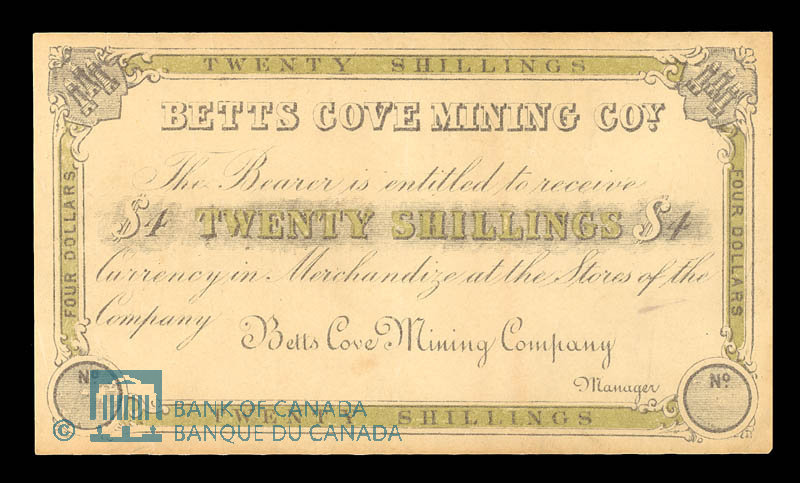 TWENTY SHILLINGS
BETTS COVE MINING COY.
The Bearer is entitled to receive
$4 TWENTY SHILLINGS $4
Currency in Merchandize at the Stores of the
Company
Betts Cove Mining Company
Manager
FOUR DOLLARS
FOUR DOLLARS
No
No
TWENTY SHILLINGS
© BANK OF CANADA
BANQUE DU CANADA